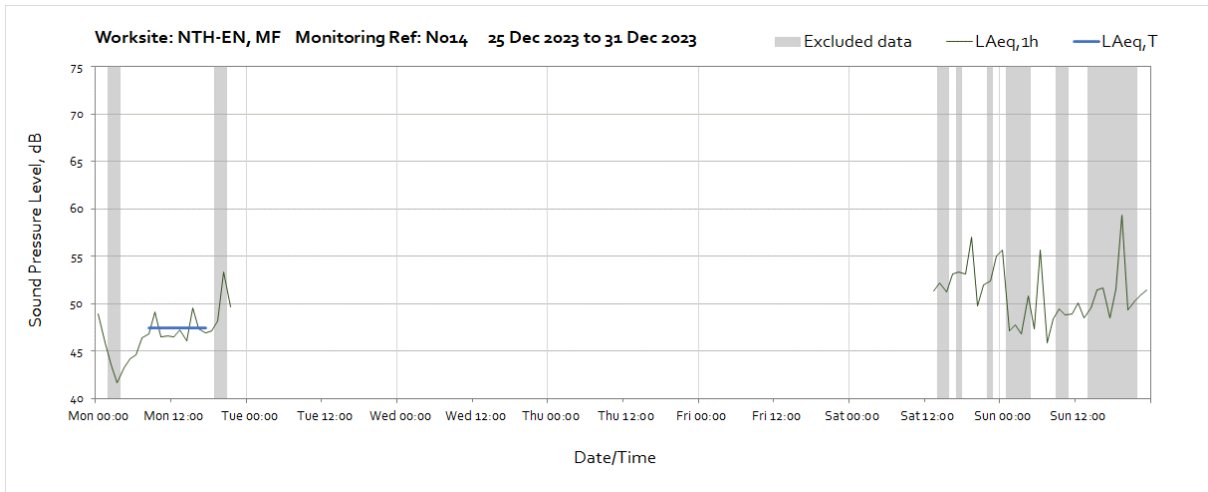 Worksite: NTH-EN, MF Monitoring Ref: N014 25 Dec 2023 to 31 Dec 2023
Excluded data LAeq,1h LAeq,T
75
70
65
60
55
50
45
40
Sound Pressure Level, dB
Mon 00:00 Mon 12:00 Tue 00:00 Tue 12:00 Wed 00:00 Wed 12:00 Thu 00:00 Thu 12:00 Fri 00:00 Fri 12:00 Sat 00:00 Sat 12:00 Sun 00:00 Sun 12:00
Date/Time